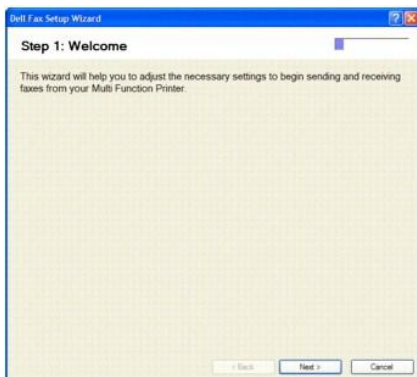 Dell Fax Setup Wizard
Step 1: Welcome
This wizard will help you to adjust the necessary settings to begin sending and receiving
faxes from your Multi Function Printer.
< Back
Next >
Cancel